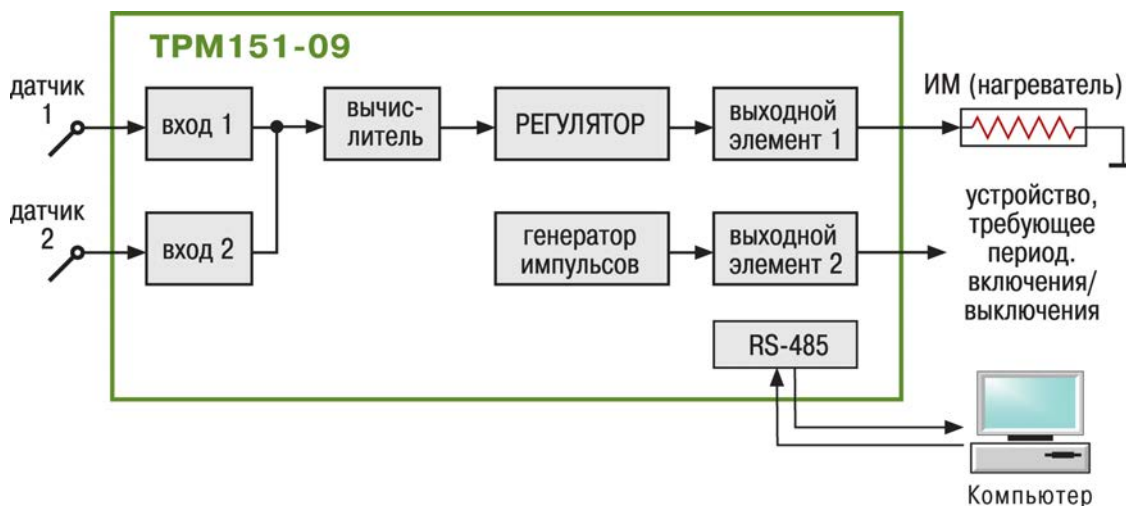 ТРМ151-09
датчик
1
вход 1
вычис-
литель
РЕГУЛЯТОР
выходной
элемент 1
ИМ (нагреватель)
датчик
2
вход 2
генератор
импульсов
выходной
элемент 2
устройство,
требующее
период.
включения/
выключения
RS-485
Компьютер